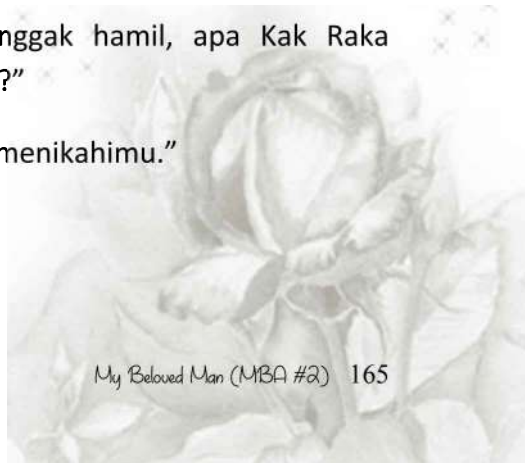 nggak hamil, apa Kak Raka
?”
menikahimu.”
My Beloved Man (MBA #2) 165